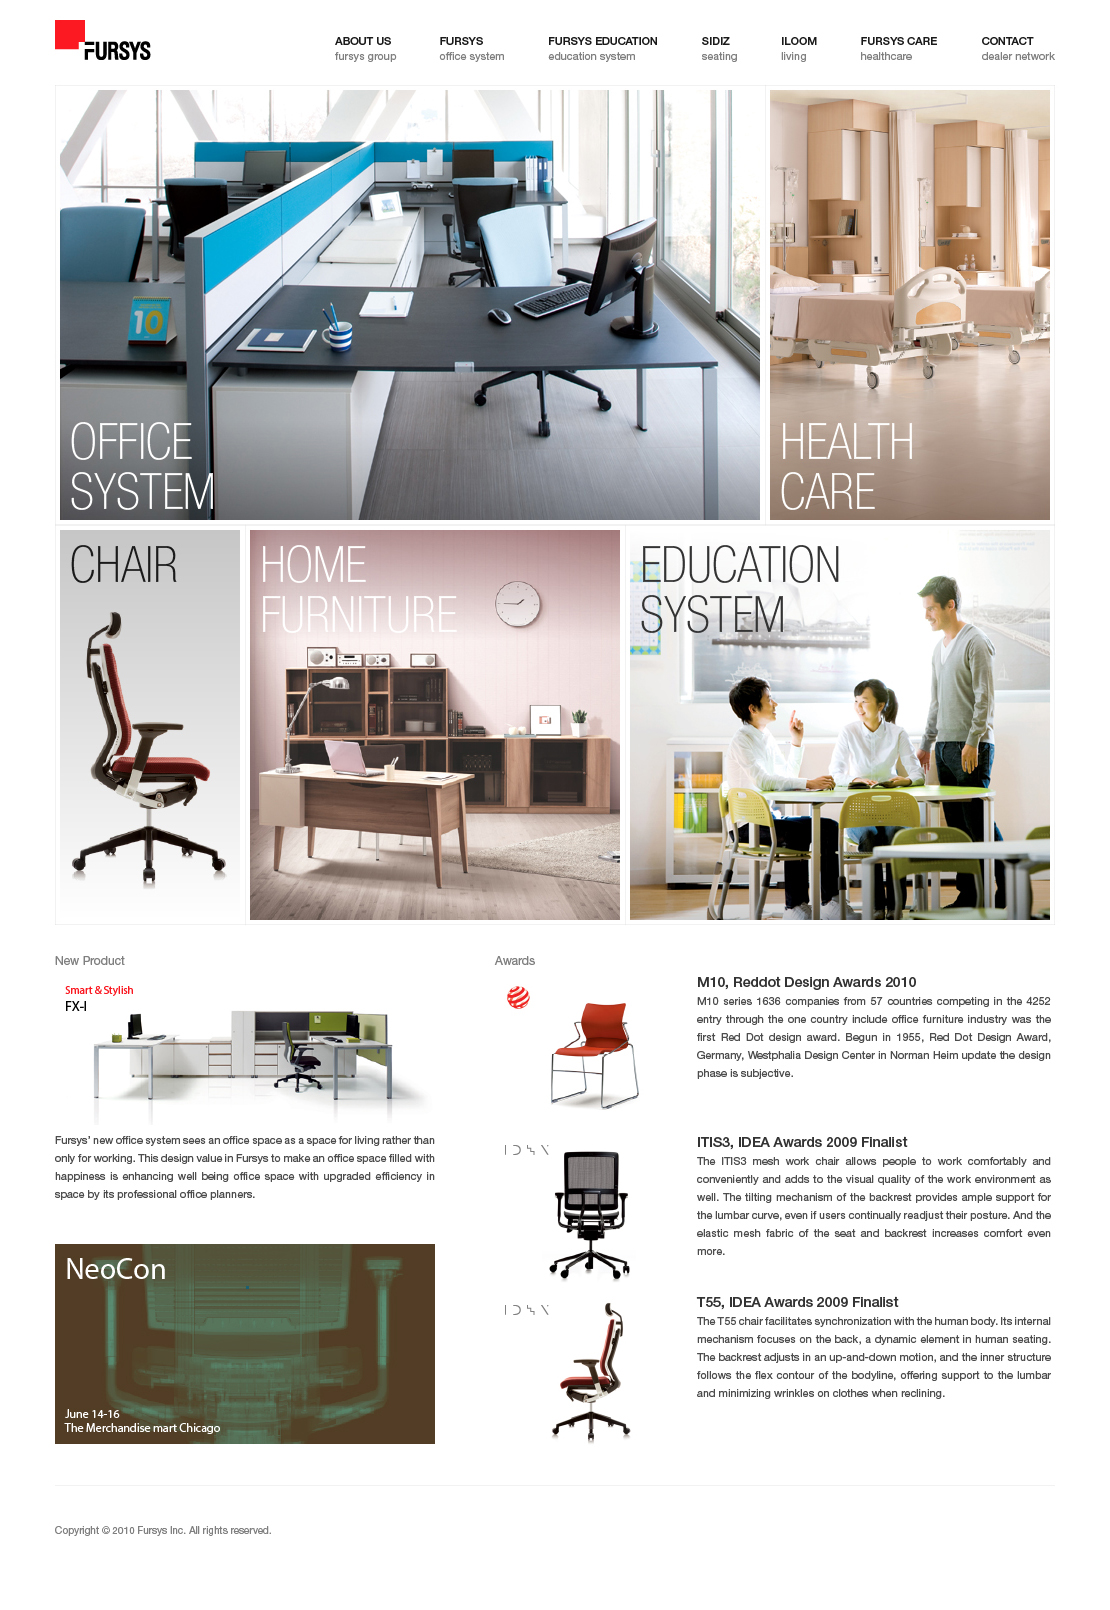 FURSYS
ABOUT US
fursys group
FURSYS
office system
FURSYS EDUCATION
education system
SIDIZ
seating
ILOOM
living
FURSYS CARE
healthcare
CONTACT
dealer network
10
OFFICE
SYSTEM
HEALTH
CARE
CHAIR
HOME
FURNITURE
EDUCATION
SYSTEM
New Product
Smart & Stylish
FX-I
Fursys' new office system sees an office space as a space for living rather than
only for working. This design value in Fursys to make an office space filled with
happiness is enhancing well being office space with upgraded efficiency in
space by its professional office planners.
NeoCon
June 14-16
The Merchandise mart Chicago
Awards
M10, Reddot Design Awards 2010
M10 series 1636 companies from 57 countries competing in the 4252
entry through the one country include office furniture industry was the
first Red Dot design award. Begun in 1955, Red Dot Design Award,
Germany, Westphalia Design Center in Norman Heim update the design
phase is subjective.
IDEA
ITIS3, IDEA Awards 2009 Finalist
The ITIS3 mesh work chair allows people to work comfortably and
conveniently and adds to the visual quality of the work environment as
well. The tilting mechanism of the backrest provides ample support for
the lumbar curve, even if users continually readjust their posture. And the
elastic mesh fabric of the seat and backrest increases comfort even
more.
IDEA
T55, IDEA Awards 2009 Finalist
The T55 chair facilitates synchronization with the human body. Its internal
mechanism focuses on the back, a dynamic element in human seating.
The backrest adjusts in an up-and-down motion, and the inner structure
follows the flex contour of the bodyline, offering support to the lumbar
and minimizing wrinkles on clothes when reclining.
Copyright © 2010 Fursys Inc. All rights reserved.